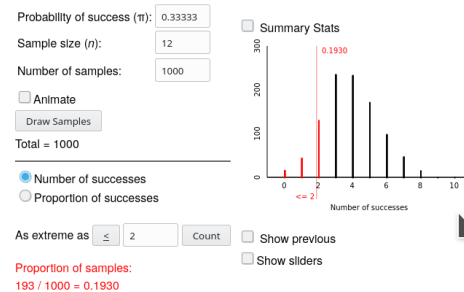 Probability of success (π): 0.33333
Sample size (n): 12
Number of samples: 1000
Animate
Draw Samples
Total = 1000
Number of successes
Proportion of successes
As extreme as ≤ 2 Count
Proportion of samples:
193 / 1000 = 0.1930
Summary Stats
0.1930
300
200
100
0
0 2 4 6 8 10
<= 2
Number of successes
Show previous
Show sliders